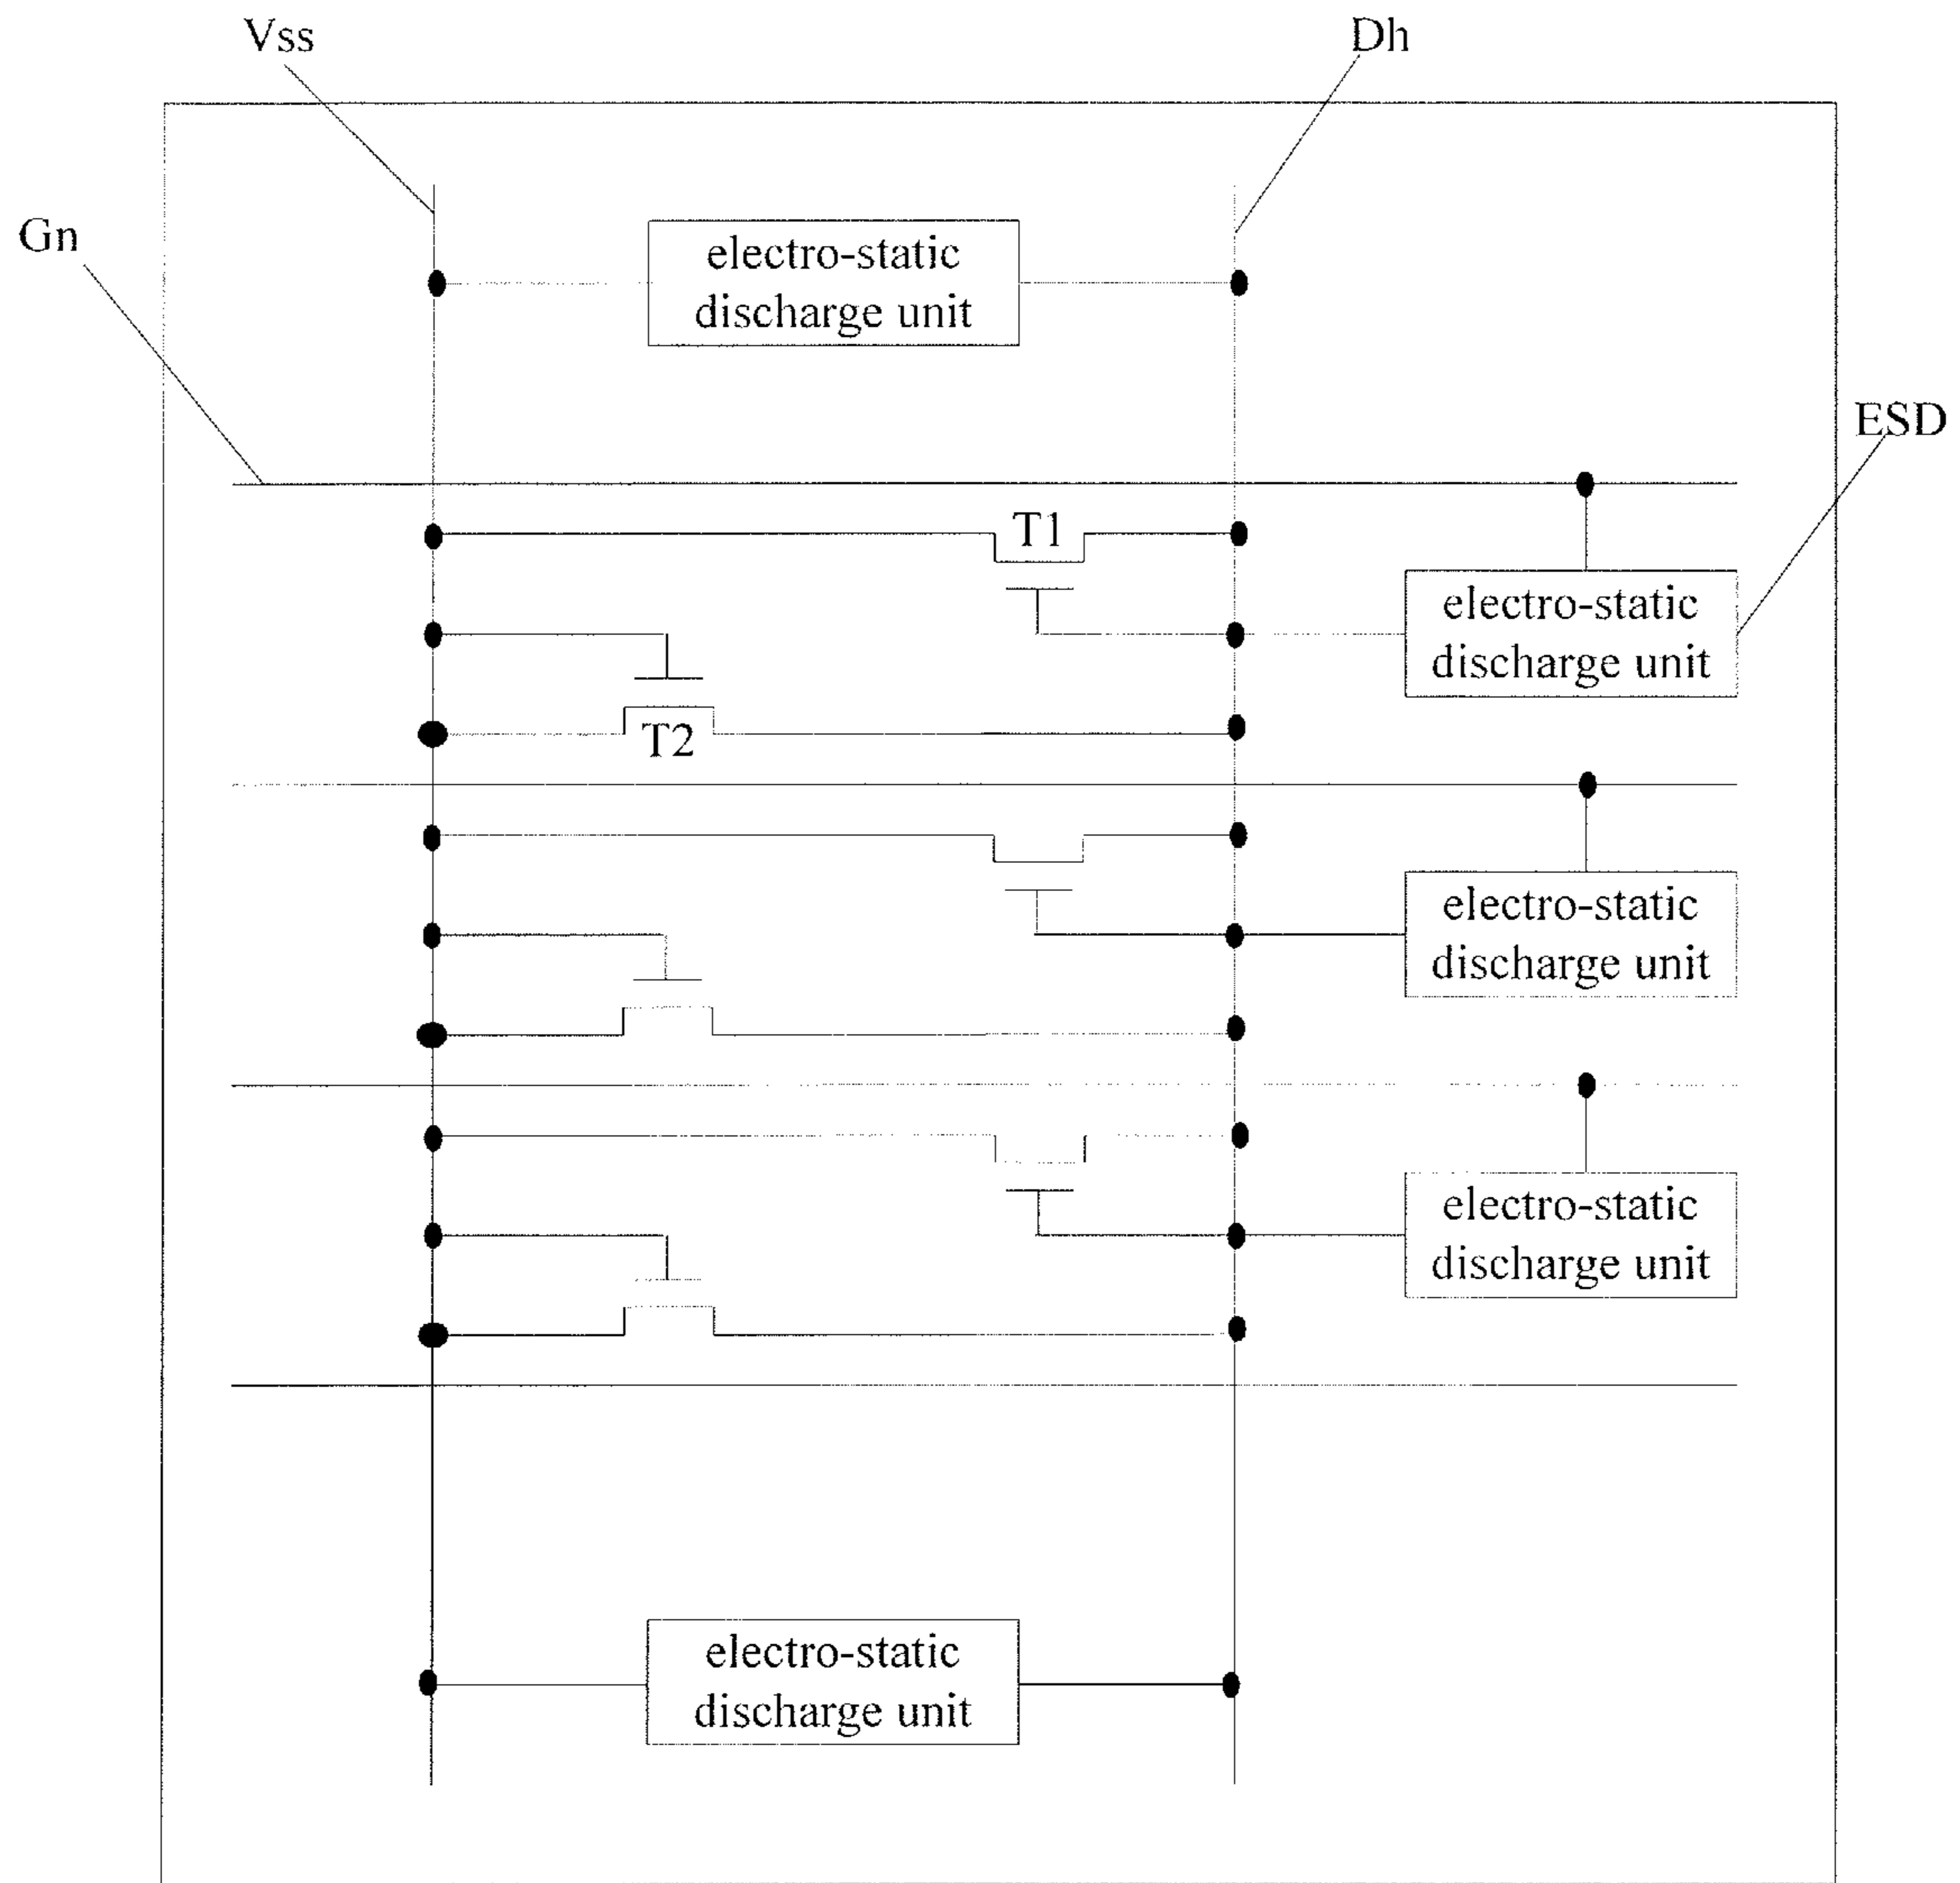 Vss
Dh
Gn
electro-static
discharge unit
ESD
T1
electro-static
discharge unit
T2
electro-static
discharge unit
electro-static
discharge unit
electro-static
discharge unit